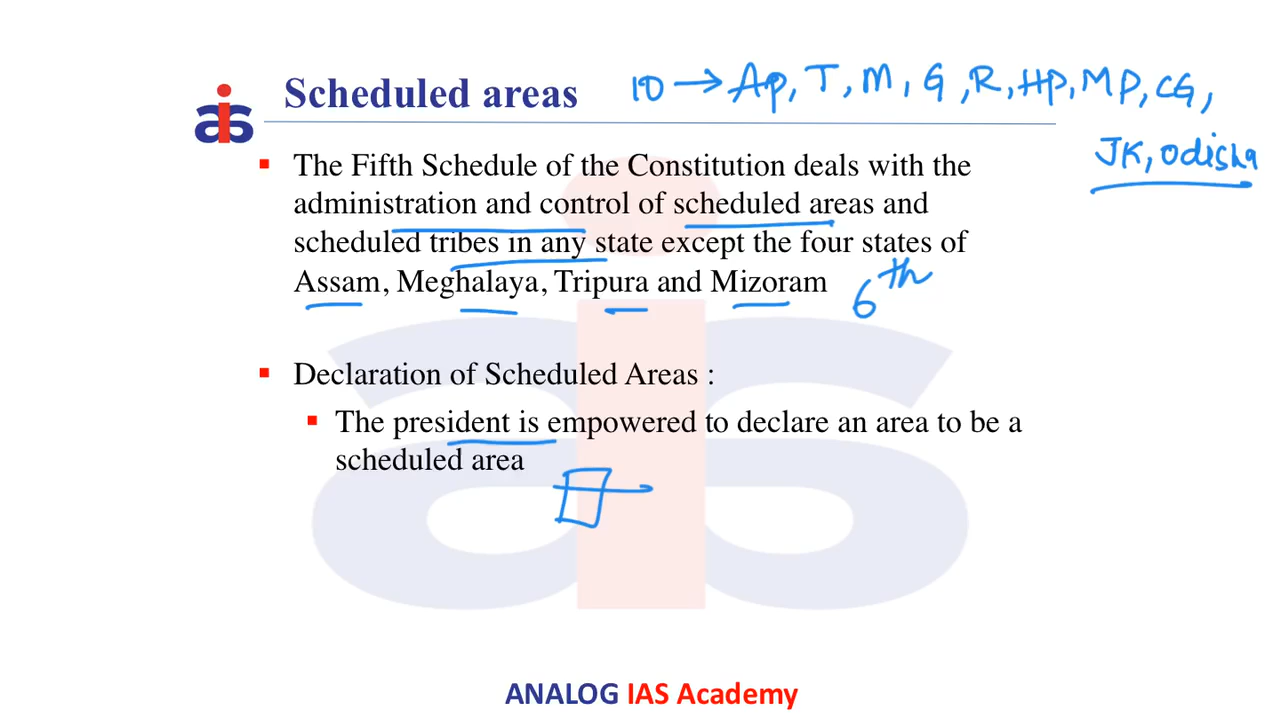 Scheduled areas
10 → Ap, T, M, G, R, HP, MP, CG,
JK, Odisha
ais
▪ The Fifth Schedule of the Constitution deals with the
administration and control of scheduled areas and
scheduled tribes in any state except the four states of
Assam, Meghalaya, Tripura and Mizoram
6th
▪ Declaration of Scheduled Areas :
▪ The president is empowered to declare an area to be a
scheduled area
ANALOG IAS Academy